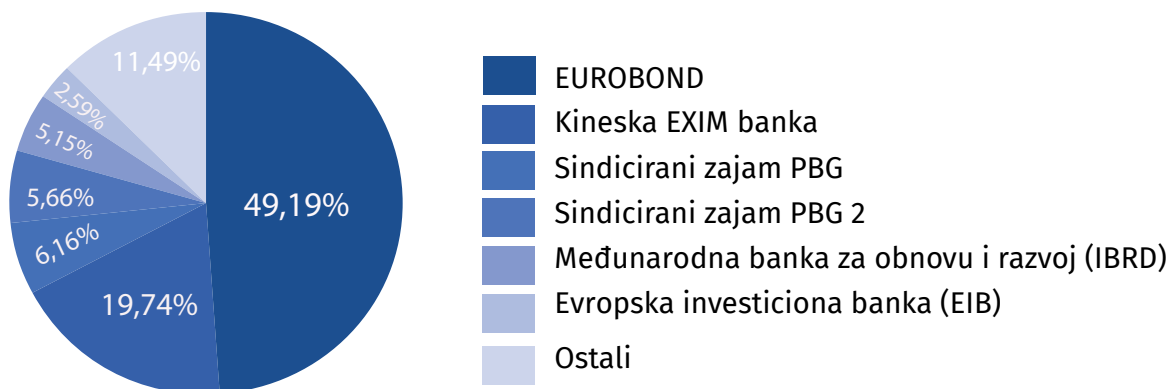 11,49%
2,59%
5,15%
5,66%
6,16%
19,74%
49,19%
EUROBOND
Kineska EXIM banka
Sindicirani zajam PBG
Sindicirani zajam PBG 2
Međunarodna banka za obnovu i razvoj (IBRD)
Evropska investiciona banka (EIB)
Ostali